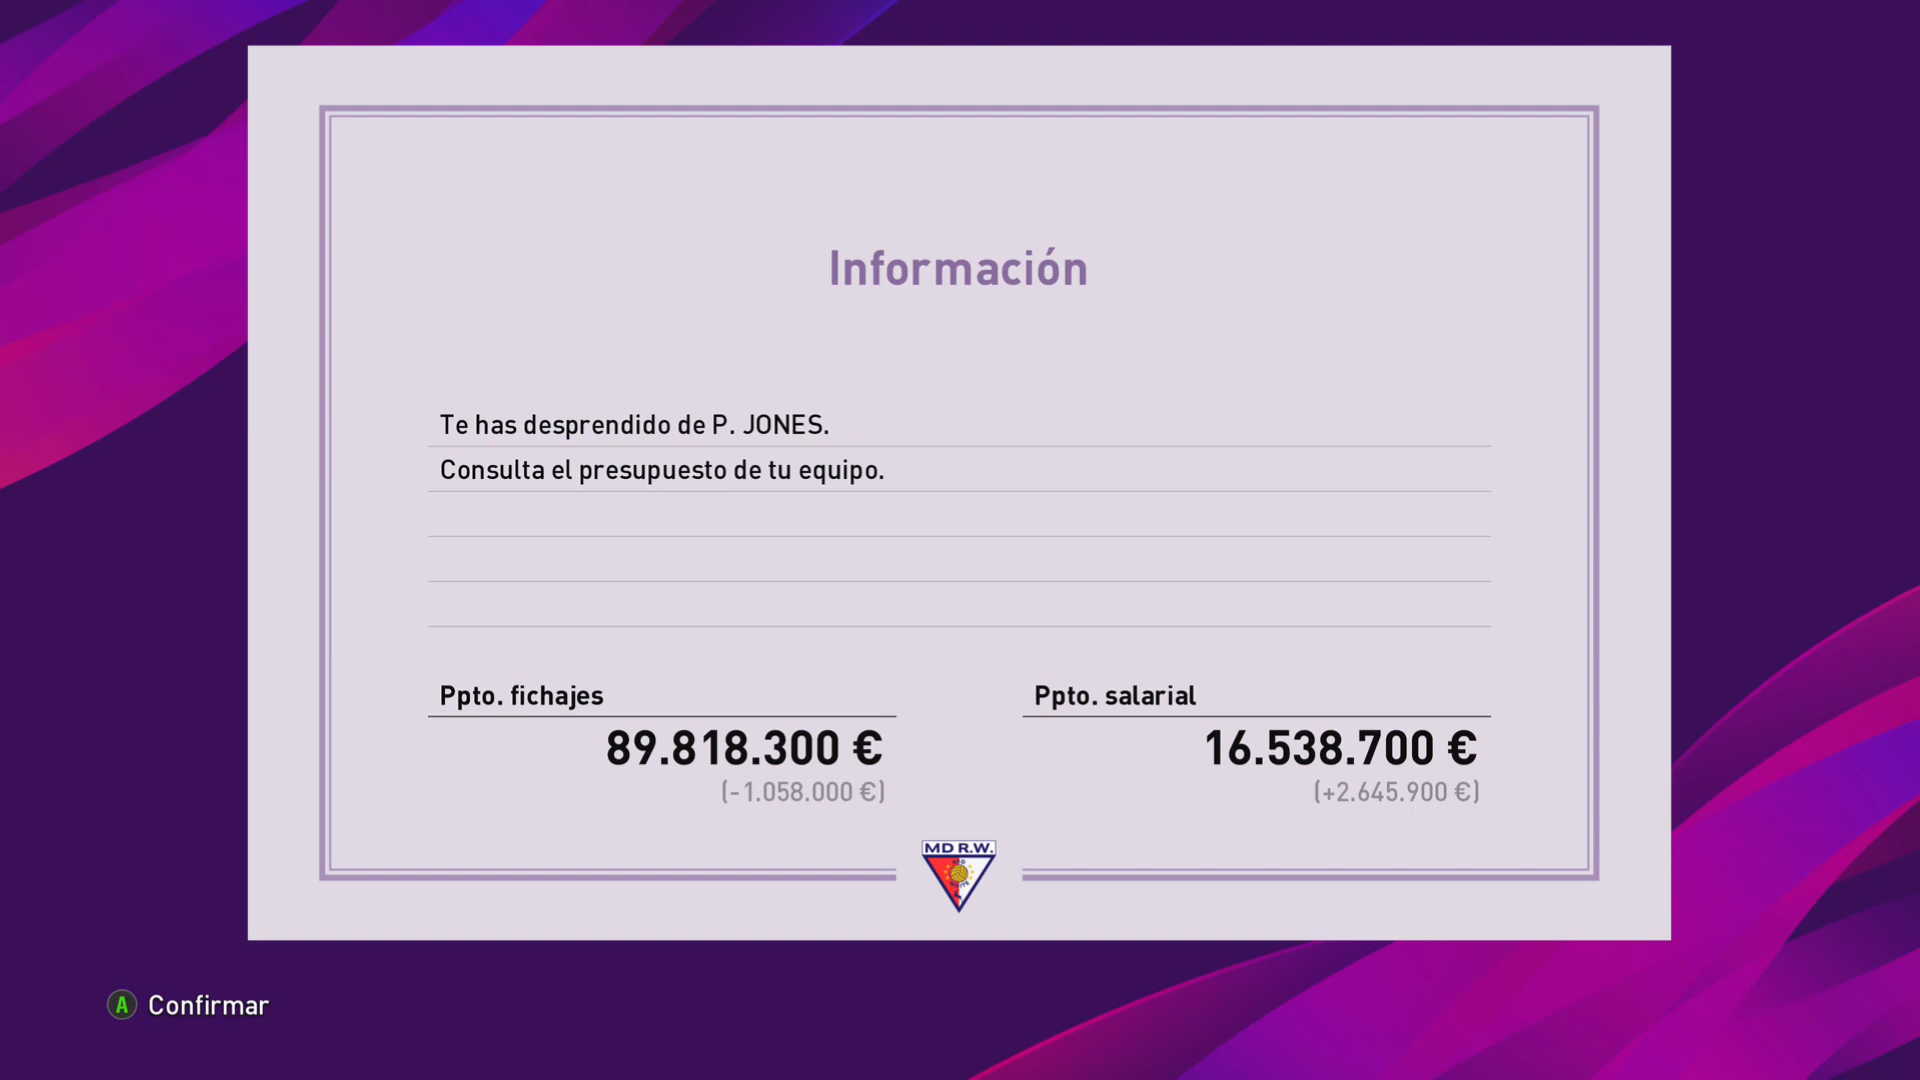 Información
Te has desprendido de P. JONES.
Consulta el presupuesto de tu equipo.
Ppto. fichajes
89.818.300 €
(-1.058.000 €)
Ppto. salarial
16.538.700 €
(+2.645.900 €)
MD R.W.
A Confirmar